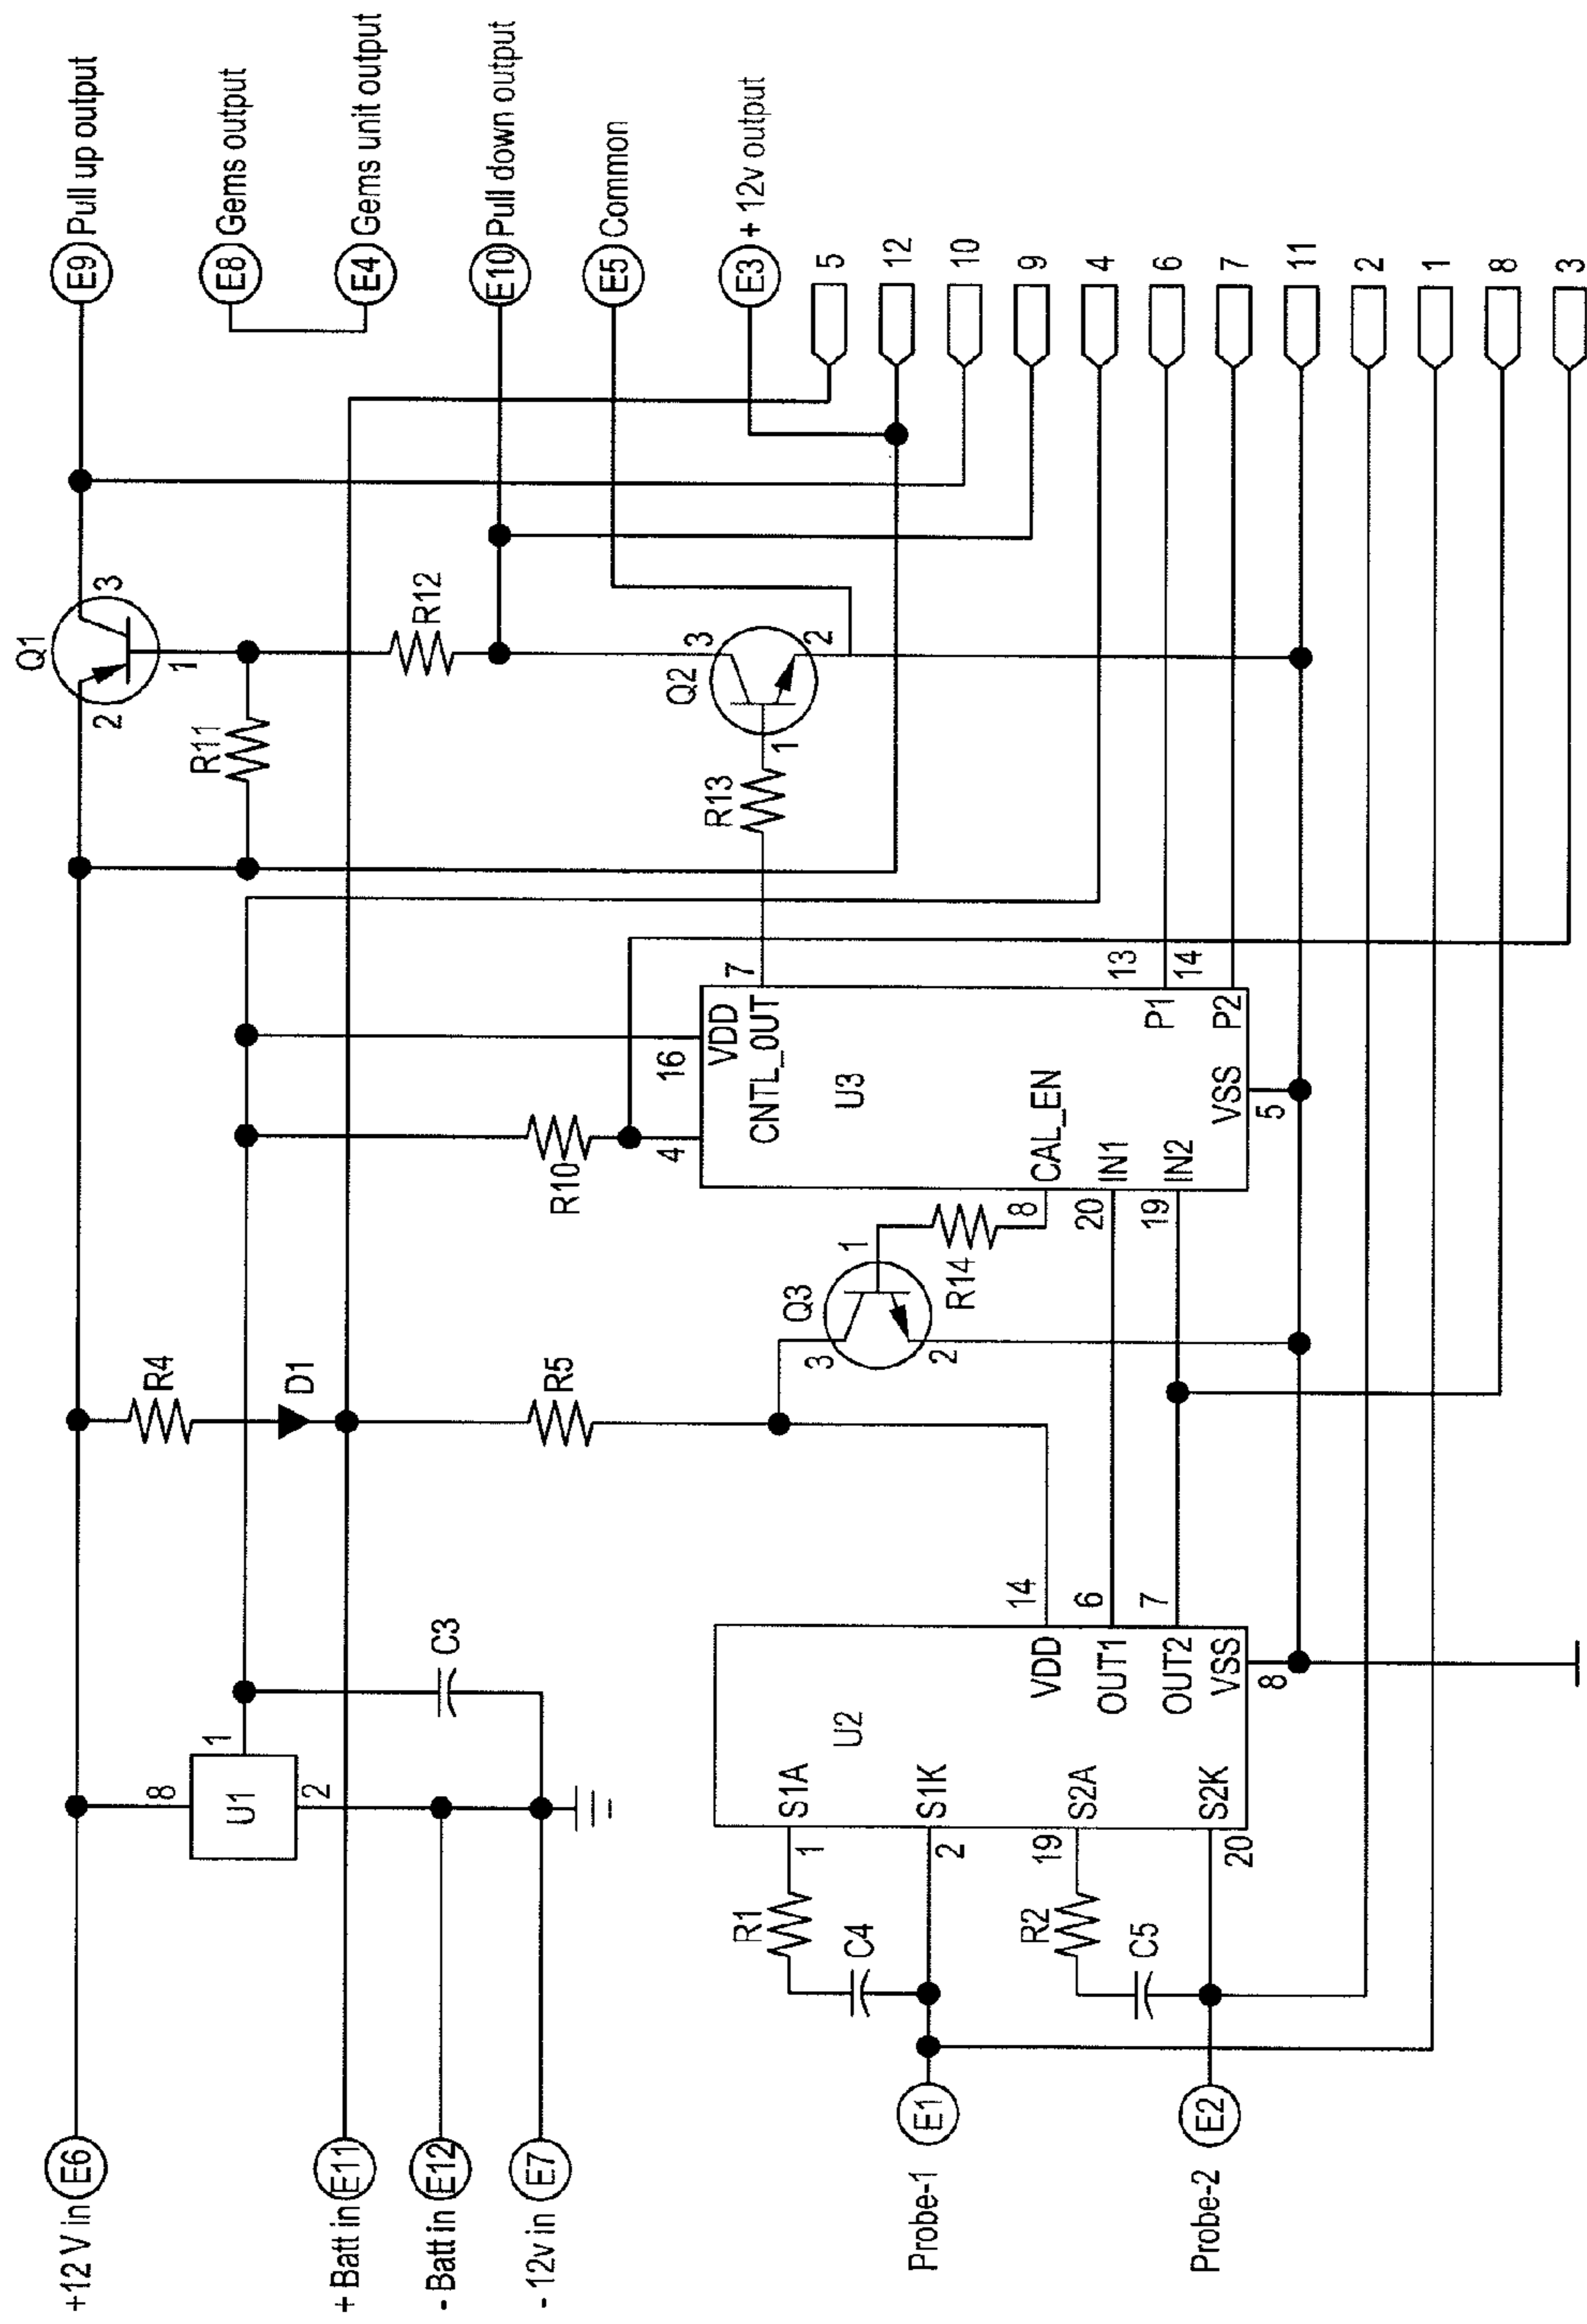 +12 V in E6
+ Batt in E11
- Batt in E12
- 12v in E7
Probe-1 E1
Probe-2 E2
8
U1
1
2
C3
R4
D1
R5
R1
C4
R2
C5
1
2
19
20
S1A
S1K
S2A
S2K
U2
VDD
OUT1
OUT2
VSS
14
6
7
8
Q3
3
2
1
R14
R10
4
16
VDD
CNTL_OUT
7
U3
CAL_EN
IN1
IN2
VSS
P1
P2
8
20
19
5
13
14
R11
Q1
2
3
1
R12
R13
Q2
3
1
2
E9 Pull up output
E8 Gems output
E4 Gems unit output
E10 Pull down output
E5 Common
E3 + 12v output
5
12
10
9
4
6
7
11
2
1
8
3